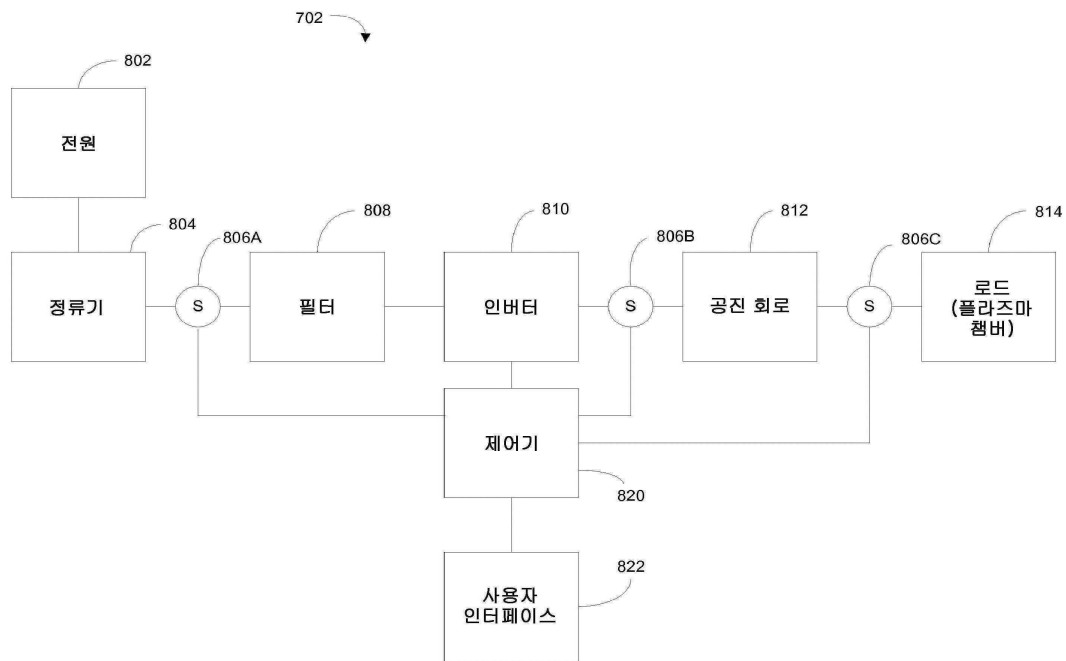 702
802
전원
804
806A
808
810
806B
812
806C
814
정류기
S
필터
인버터
S
공진 회로
S
로드
(플라즈마
챔버)
제어기
820
822
사용자
인터페이스